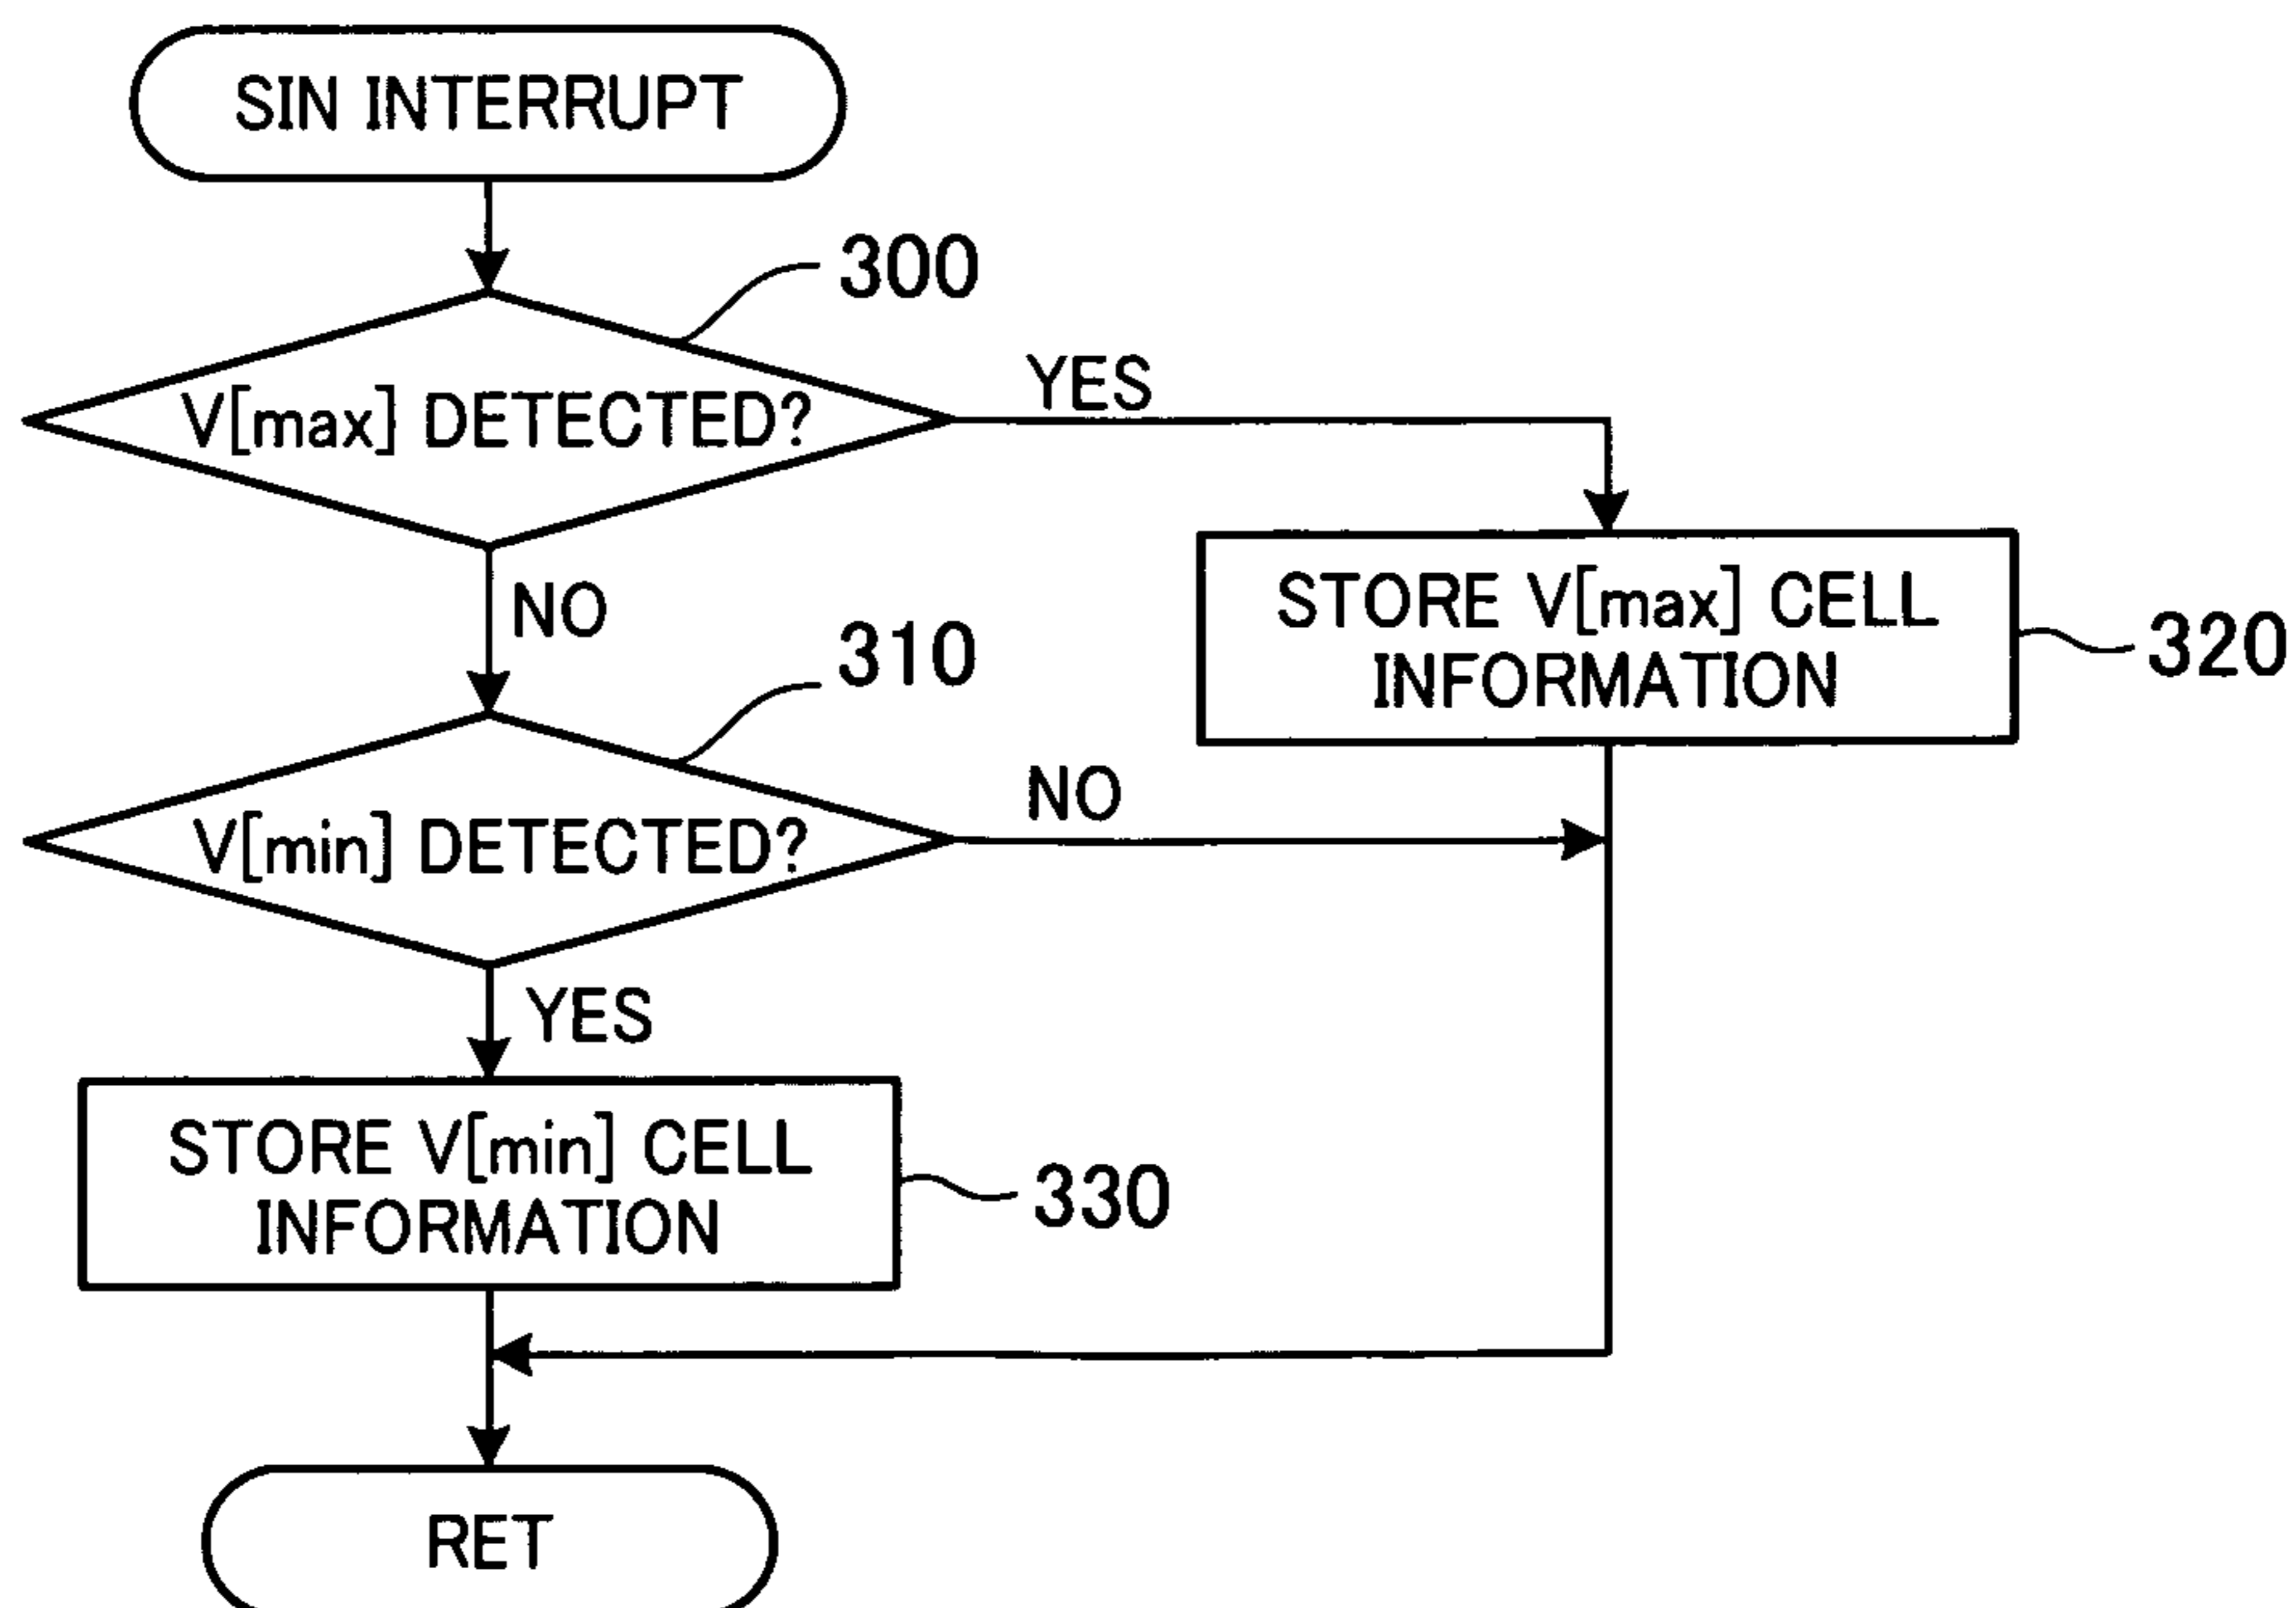 SIN INTERRUPT
300
V[max] DETECTED?
YES
NO
STORE V[max] CELL
INFORMATION
320
310
V[min] DETECTED?
NO
YES
STORE V[min] CELL
INFORMATION
330
RET